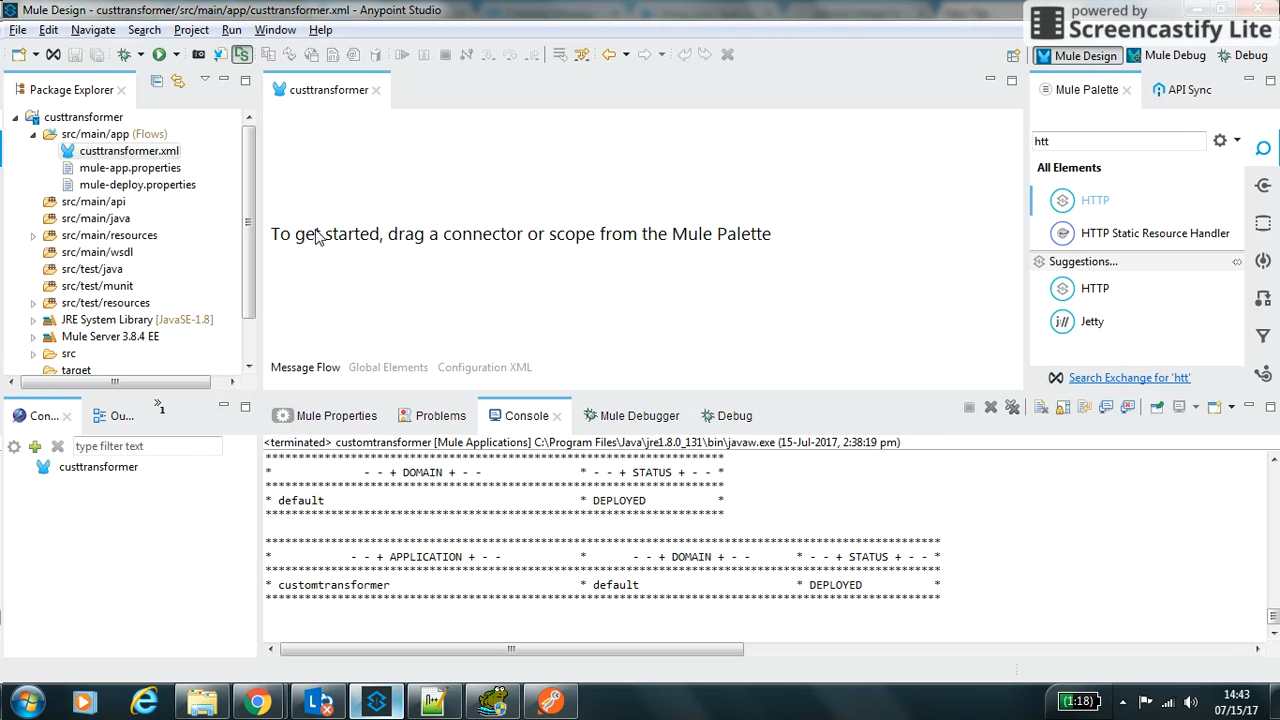 Mule Design - custtransformer/src/main/app/custtransformer.xml - Anypoint Studio
powered by
Screencastify Lite
File Edit Navigate Search Project Run Window Help
Mule Design Mule Debug Debug
Package Explorer
custtransformer
Mule Palette API Sync
custtransformer
src/main/app (Flows)
custtransformer.xml
mule-app.properties
mule-deploy.properties
src/main/api
src/main/java
src/main/resources
src/main/wsdl
src/test/java
src/test/munit
src/test/resources
JRE System Library [JavaSE-1.8]
Mule Server 3.8.4 EE
src
target
To get started, drag a connector or scope from the Mule Palette
Message Flow Global Elements Configuration XML
htt
All Elements
HTTP
HTTP Static Resource Handler
Suggestions...
HTTP
Jetty
Search Exchange for 'htt'
Con... Ou... 1
type filter text
custtransformer
Mule Properties Problems Console Mule Debugger Debug
<terminated> customtransformer [Mule Applications] C:\Program Files\Java\jre1.8.0_131\bin\javaw.exe (15-Jul-2017, 2:38:19 pm)
* - - + DOMAIN + - - * - - + STATUS + - - *
* default * DEPLOYED *
* - - + APPLICATION + - - * - - + DOMAIN + - - * - - + STATUS + - - *
* customtransformer * default * DEPLOYED *
(1:18)
14:43
07/15/17